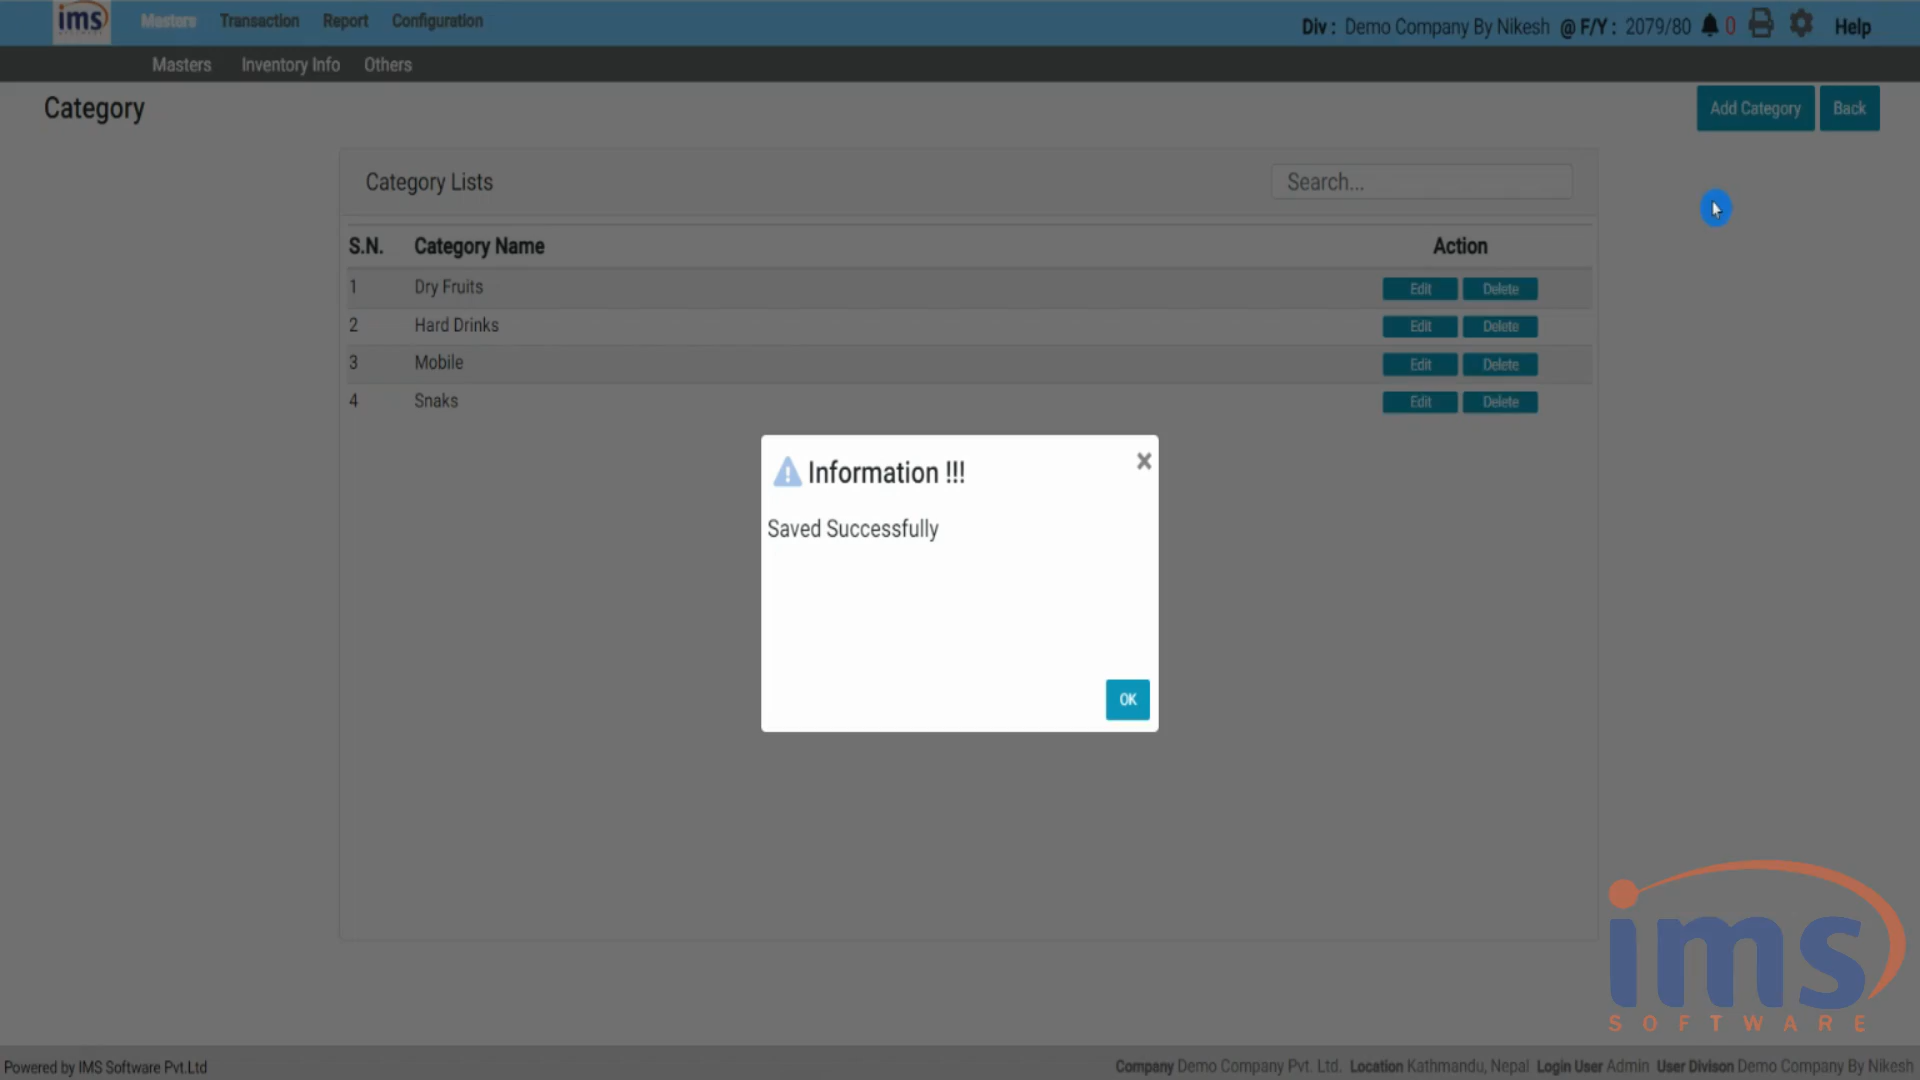 ims
Masters Transaction Report Configuration
Div : Demo Company By Nikesh @ F/Y : 2079/80 0 Help
Masters Inventory Info Others
Category
Add Category Back
Category Lists
Search...
S.N. Category Name Action
1 Dry Fruits Edit Delete
2 Hard Drinks Edit Delete
3 Mobile Edit Delete
4 Snaks Edit Delete
Information !!!
Saved Successfully
OK
ims
SOFTWARE
Powered by IMS Software Pvt.Ltd
Company Demo Company Pvt. Ltd. Location Kathmandu, Nepal Login User Admin User Divison Demo Company By Nikesh